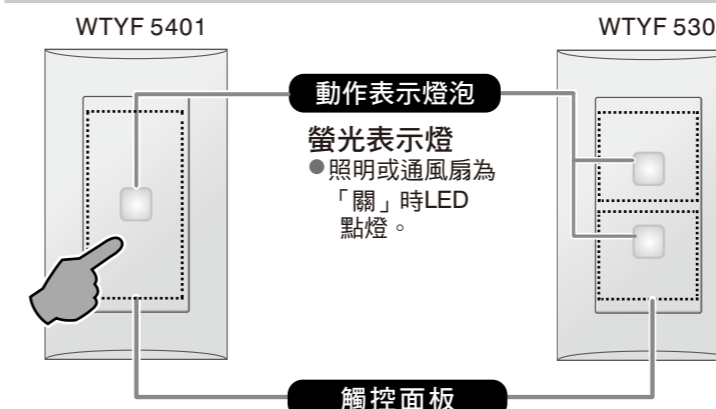 WTYF 5401
WTYF 530
動作表示燈泡
螢光表示燈
●照明或通風扇為
「關」時LED
點燈。
觸控面板